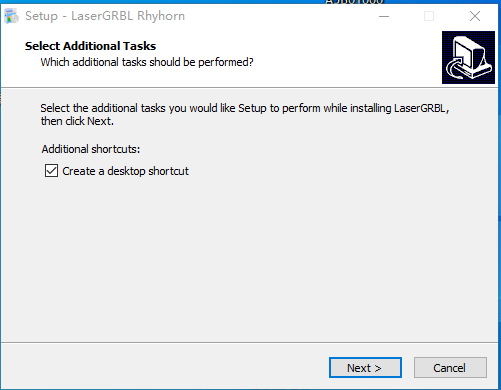 Setup - LaserGRBL Rhyhorn
Select Additional Tasks
Which additional tasks should be performed?
Select the additional tasks you would like Setup to perform while installing LaserGRBL,
then click Next.
Additional shortcuts:
Create a desktop shortcut
Next >
Cancel